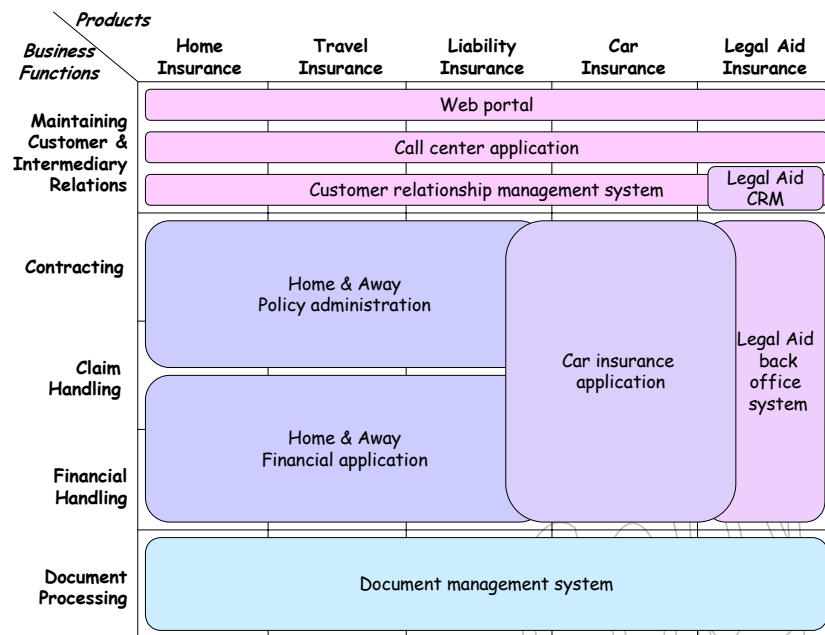 Products
Business
Functions
Home
Insurance
Travel
Insurance
Liability
Insurance
Car
Insurance
Legal Aid
Insurance
Maintaining
Customer &
Intermediary
Relations
Web portal
Call center application
Customer relationship management system
Legal Aid
CRM
Contracting
Home & Away
Policy administration
Claim
Handling
Car insurance
application
Legal Aid
back
office
system
Home & Away
Financial application
Financial
Handling
Document
Processing
Document management system